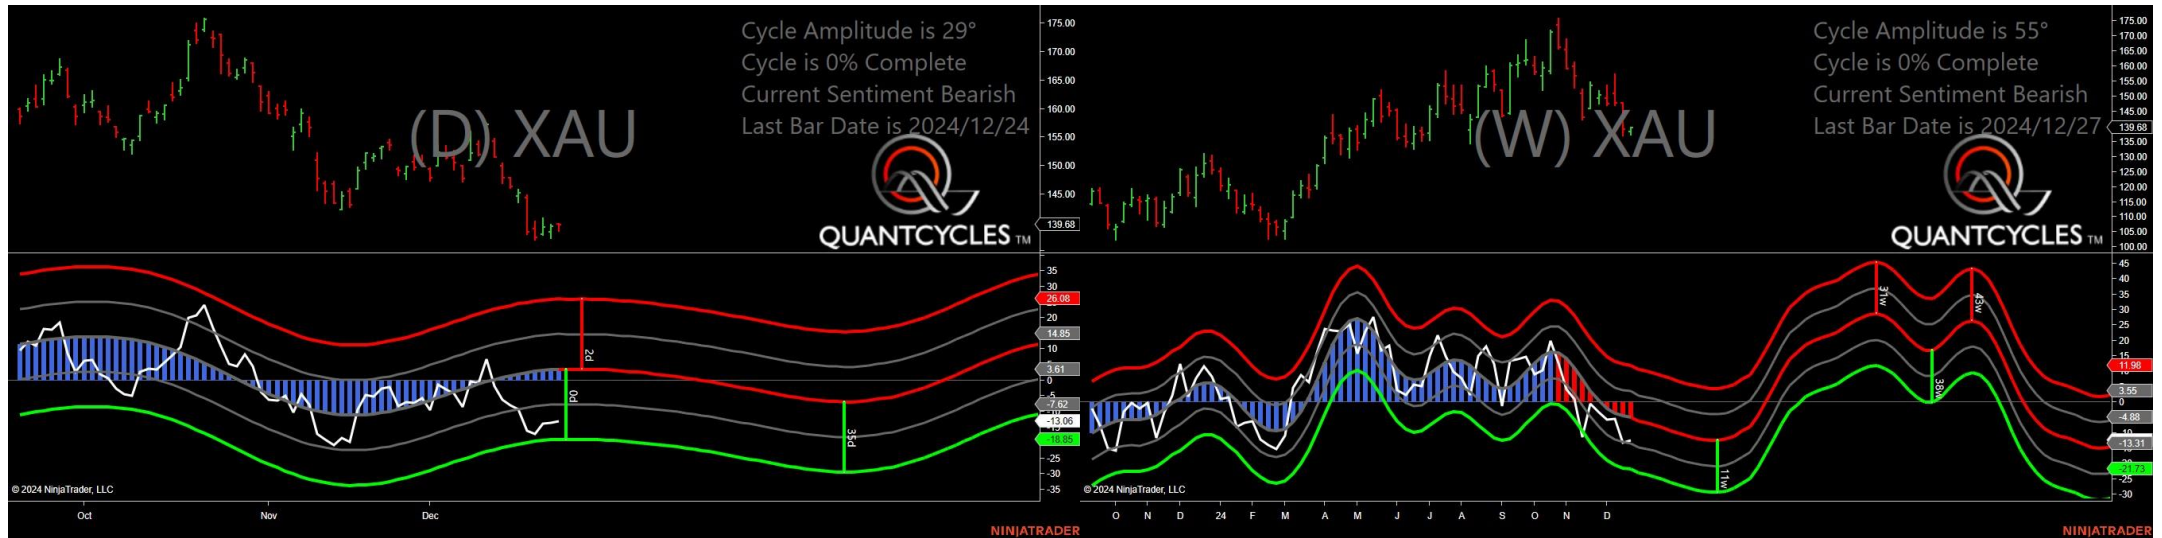 Cycle Amplitude is 29°
Cycle is 0% Complete
Current Sentiment Bearish
Last Bar Date is 2024/12/24
(D) XAU
QUANTCYCLES TM
175.00
170.00
165.00
160.00
155.00
150.00
145.00
139.68
35
30
26.08
20
14.85
10
5
3.61
0
-5
-7.62
-13.06
-18.85
-25
-30
-35
2d
0d
35d
© 2024 NinjaTrader, LLC
Oct Nov Dec
NINJATRADER
Cycle Amplitude is 55°
Cycle is 0% Complete
Current Sentiment Bearish
Last Bar Date is 2024/12/27
(W) XAU
QUANTCYCLES TM
175.00
170.00
165.00
160.00
155.00
150.00
145.00
139.68
135.00
130.00
125.00
120.00
115.00
110.00
105.00
100.00
45
40
35
30
25
20
15
11.98
3.55
0
-4.88
-10
-13.31
-21.73
-25
-30
31w
43w
38w
11w
© 2024 NinjaTrader, LLC
O N D 24 F M A M J J A S O N D
NINJATRADER